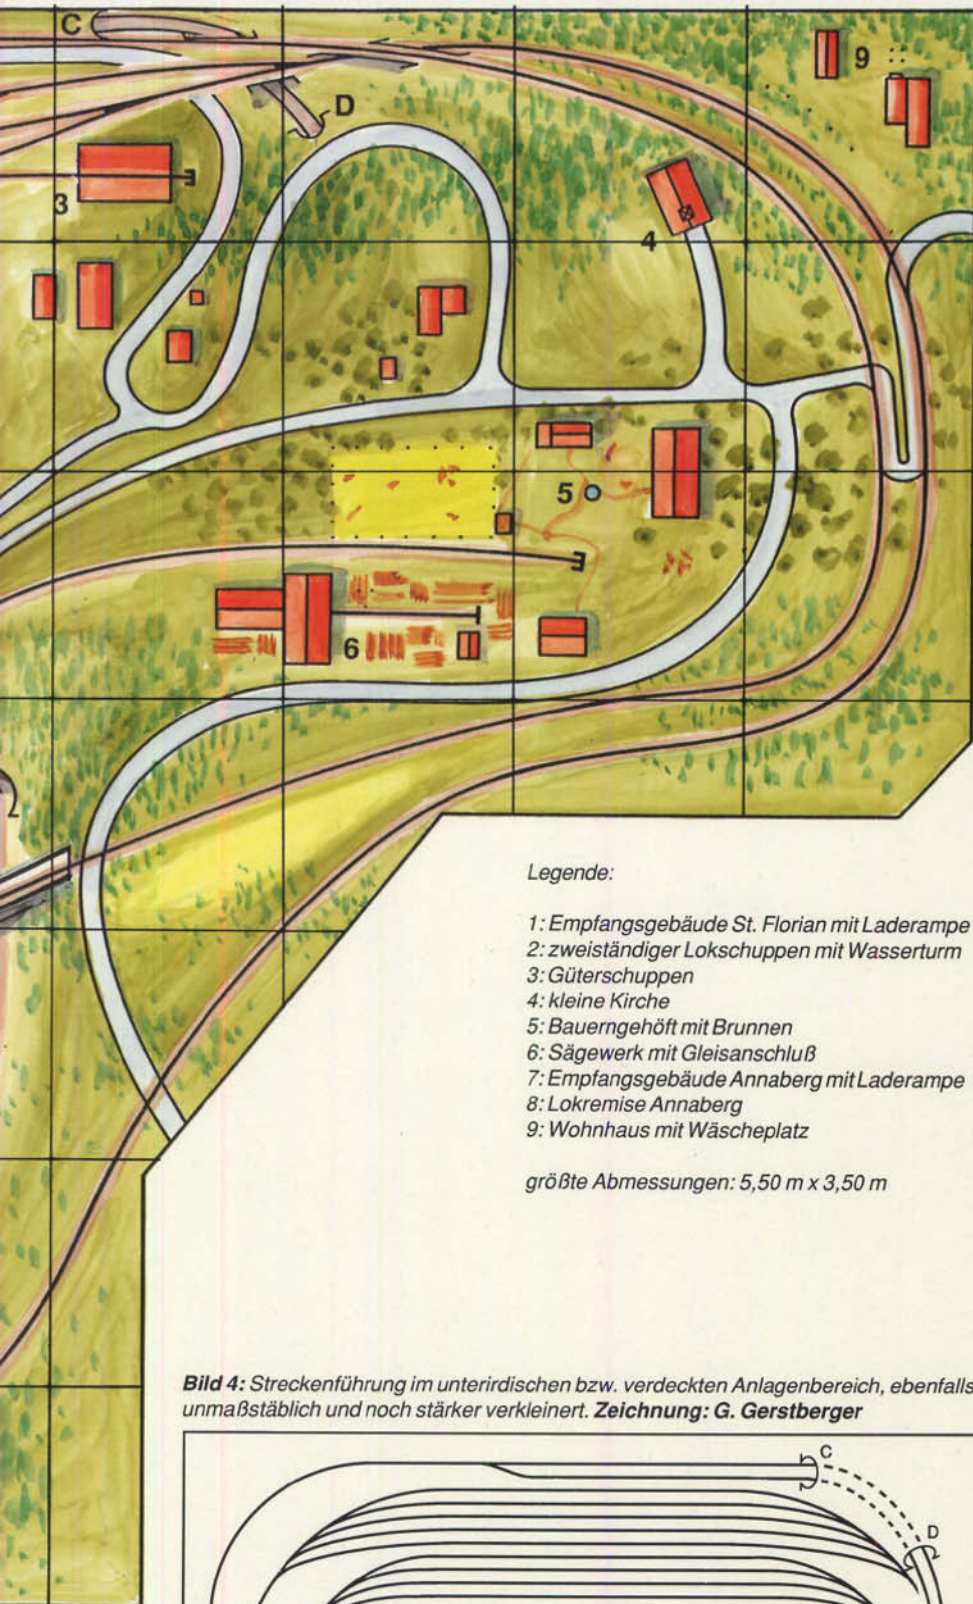 C
9
D
3
4
5
6
Legende:
1: Empfangsgebäude St. Florian mit Laderampe
2: zweiständiger Lokschuppen mit Wasserturm
3: Güterschuppen
4: kleine Kirche
5: Bauerngehöft mit Brunnen
6: Sägewerk mit Gleisanschluß
7: Empfangsgebäude Annaberg mit Laderampe
8: Lokremise Annaberg
9: Wohnhaus mit Wäscheplatz
größte Abmessungen: 5,50 m x 3,50 m
Bild 4: Streckenführung im unterirdischen bzw. verdeckten Anlagenbereich, ebenfalls
unmaßstäblich und noch stärker verkleinert. Zeichnung: G. Gerstberger
C
D